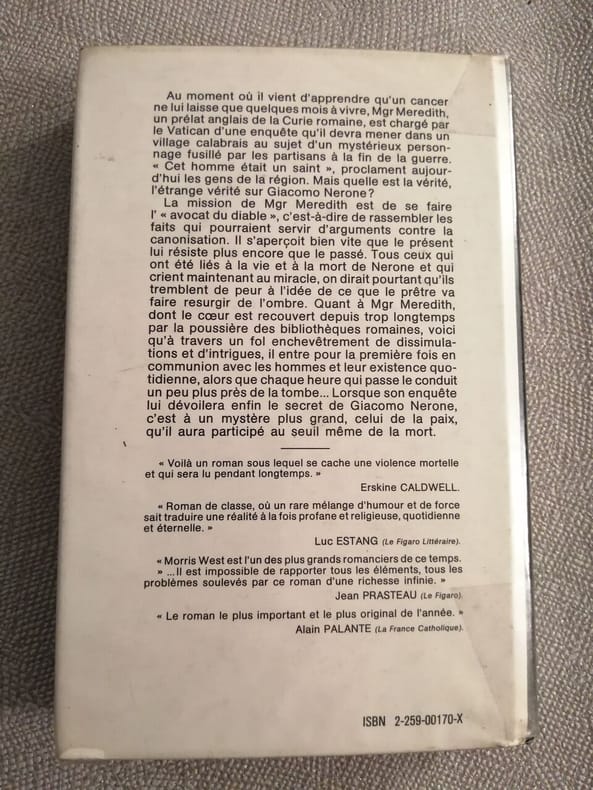 Au moment où il vient d'apprendre qu'un cancer
ne lui laisse que quelques mois à vivre, Mgr Meredith,
un prélat anglais de la Curie romaine, est chargé par
le Vatican d'une enquête qu'il devra mener dans un
village calabrais au sujet d'un mystérieux person-
nage fusillé par les partisans à la fin de la guerre.
« Cet homme était un saint », proclament aujour-
d'hui les gens de la région. Mais quelle est la vérité,
l'étrange vérité sur Giacomo Nerone ?
La mission de Mgr Meredith est de se faire
l' « avocat du diable », c'est-à-dire de rassembler les
faits qui pourraient servir d'arguments contre la
canonisation. Il s'aperçoit bien vite que le présent
lui résiste plus encore que le passé. Tous ceux qui
ont été liés à la vie et à la mort de Nerone et qui
crient maintenant au miracle, on dirait pourtant qu'ils
tremblent de peur à l'idée de ce que le prêtre va
faire resurgir de l'ombre. Quant à Mgr Meredith,
dont le cœur est recouvert depuis trop longtemps
par la poussière des bibliothèques romaines, voici
qu'à travers un fol enchevêtrement de dissimula-
tions et d'intrigues, il entre pour la première fois en
communion avec les hommes et leur existence quo-
tidienne, alors que chaque heure qui passe le conduit
un peu plus près de la tombe... Lorsque son enquête
lui dévoilera enfin le secret de Giacomo Nerone,
c'est à un mystère plus grand, celui de la paix,
qu'il aura participé au seuil même de la mort.
« Voilà un roman sous lequel se cache une violence mortelle
et qui sera lu pendant longtemps. »
Erskine CALDWELL.
« Roman de classe, où un rare mélange d'humour et de force
sait traduire une réalité à la fois profane et religieuse, quotidienne
et éternelle. »
Luc ESTANG (Le Figaro Littéraire).
« Morris West est l'un des plus grands romanciers de ce temps.
» ...Il est impossible de rapporter tous les éléments, tous les
problèmes soulevés par ce roman d'une richesse infinie. »
Jean PRASTEAU (Le Figaro).
« Le roman le plus important et le plus original de l'année. »
Alain PALANTE (La France Catholique).
ISBN 2-259-00170-X